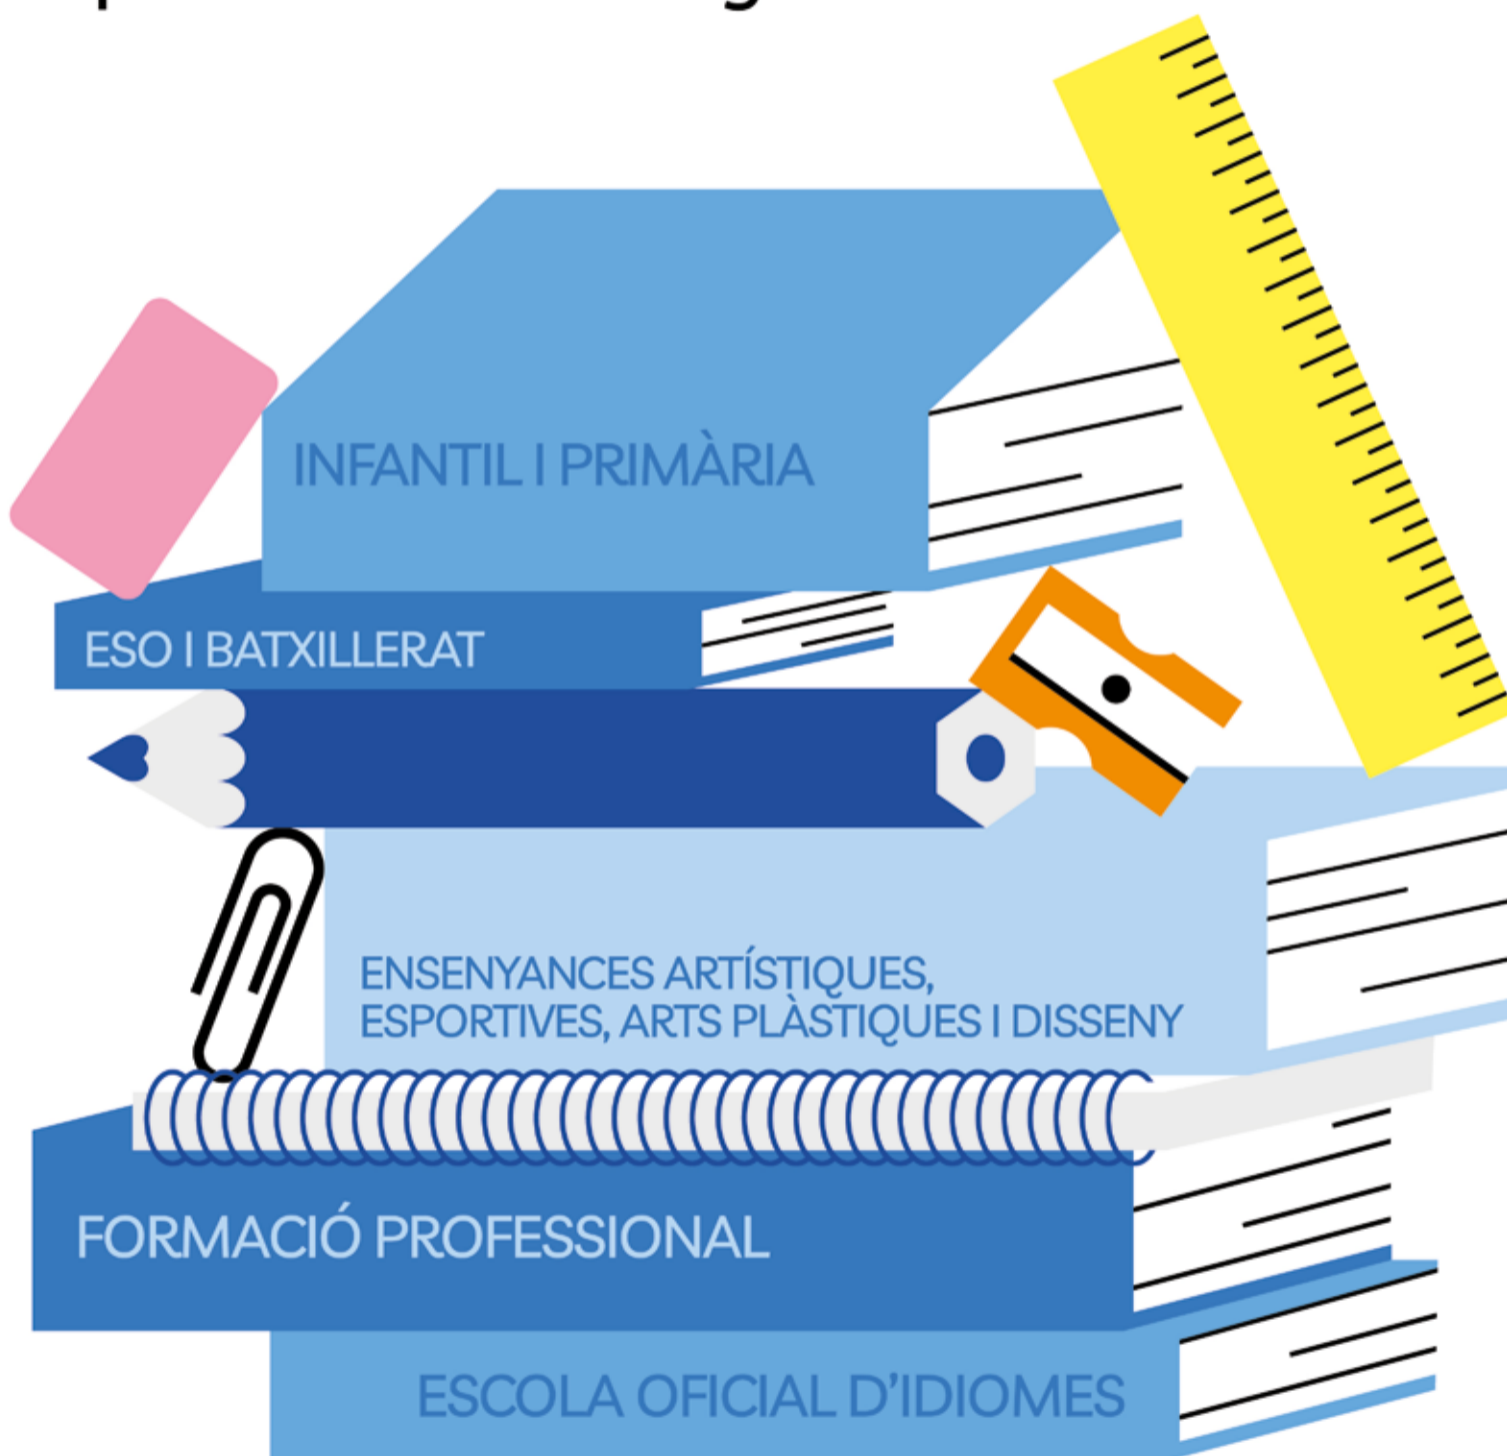 INFANTIL I PRIMÀRIA
ESO I BATXILLERAT
ENSENYANCES ARTÍSTIQUES,
ESPORTIVES, ARTS PLÀSTIQUES I DISSENY
FORMACIÓ PROFESSIONAL
ESCOLA OFICIAL D’IDIOMES